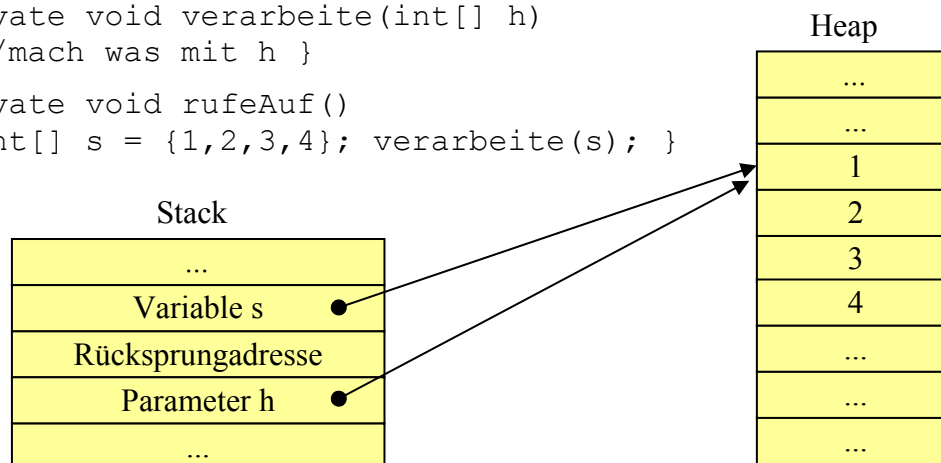 vate void verarbeite(int[] h)
/mach was mit h }
vate void rufeAuf()
nt[] s = {1,2,3,4}; verarbeite(s); }
Heap
...
...
1
2
3
4
...
...
...
Stack
...
Variable s
Rücksprungadresse
Parameter h
...